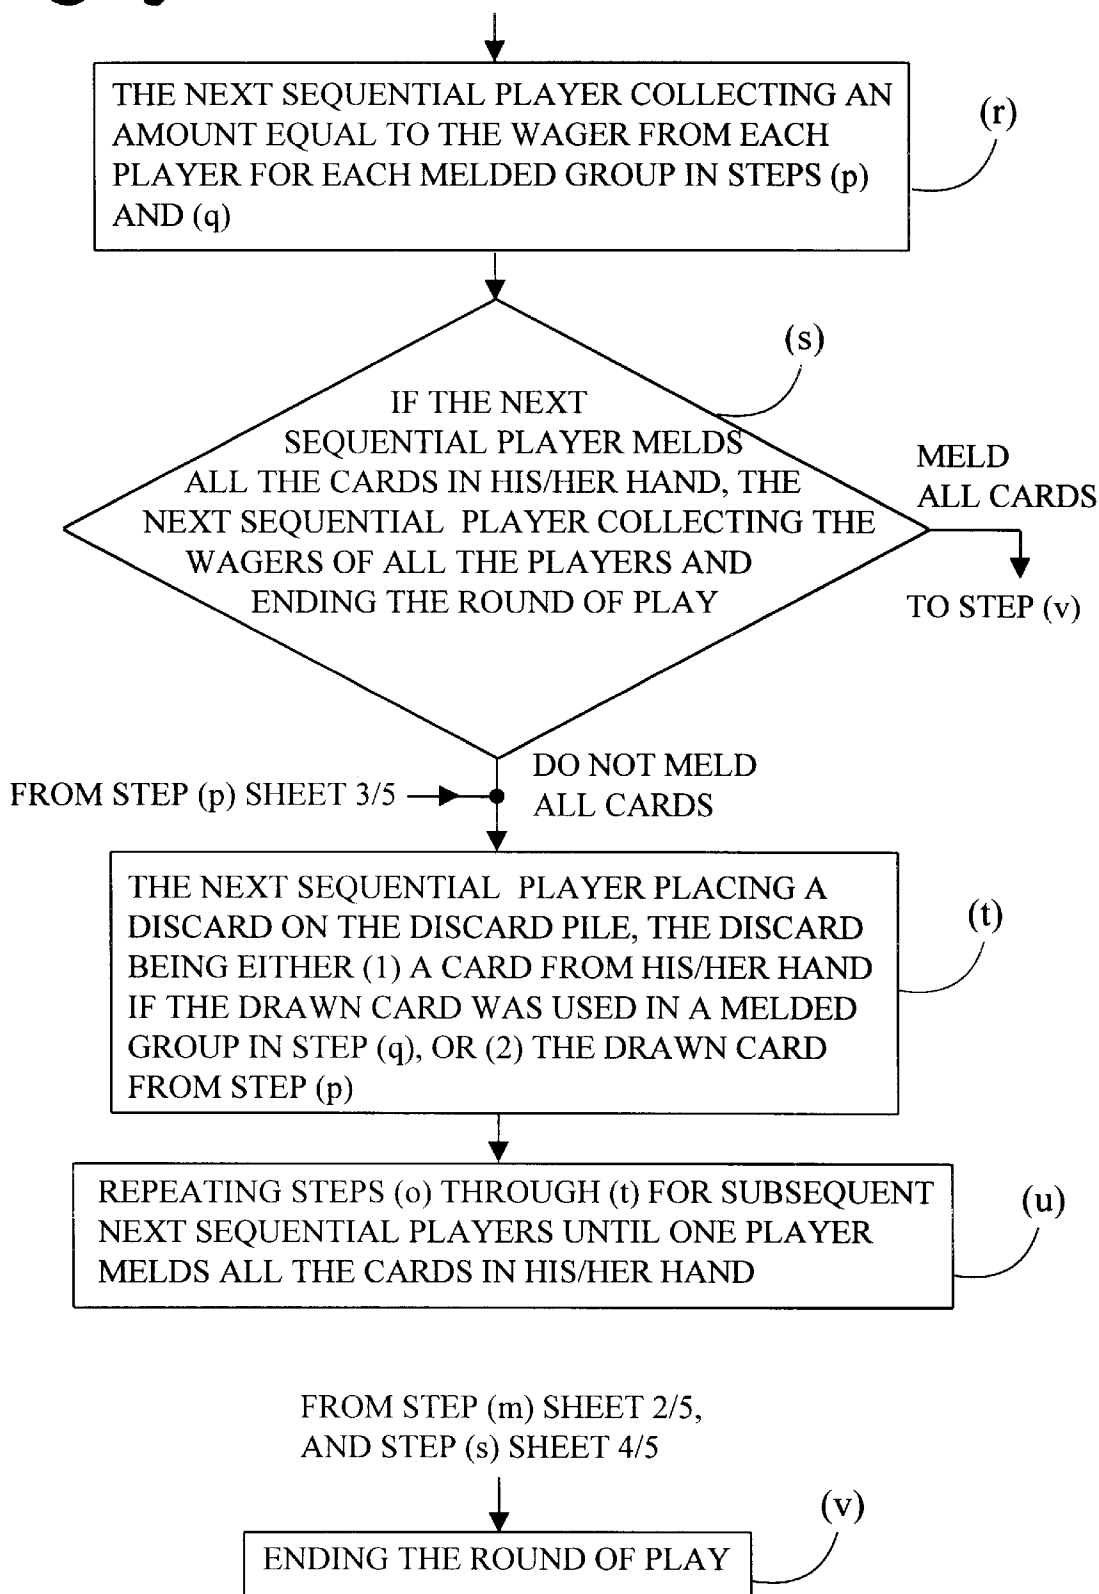 THE NEXT SEQUENTIAL PLAYER COLLECTING AN
AMOUNT EQUAL TO THE WAGER FROM EACH
PLAYER FOR EACH MELDED GROUP IN STEPS (p)
AND (q)
(r)
(s)
IF THE NEXT
SEQUENTIAL PLAYER MELDS
ALL THE CARDS IN HIS/HER HAND, THE
NEXT SEQUENTIAL PLAYER COLLECTING THE
WAGERS OF ALL THE PLAYERS AND
ENDING THE ROUND OF PLAY
MELD
ALL CARDS
TO STEP (v)
DO NOT MELD
ALL CARDS
FROM STEP (p) SHEET 3/5
THE NEXT SEQUENTIAL PLAYER PLACING A
DISCARD ON THE DISCARD PILE, THE DISCARD
BEING EITHER (1) A CARD FROM HIS/HER HAND
IF THE DRAWN CARD WAS USED IN A MELDED
GROUP IN STEP (q), OR (2) THE DRAWN CARD
FROM STEP (p)
(t)
REPEATING STEPS (o) THROUGH (t) FOR SUBSEQUENT
NEXT SEQUENTIAL PLAYERS UNTIL ONE PLAYER
MELDS ALL THE CARDS IN HIS/HER HAND
(u)
FROM STEP (m) SHEET 2/5,
AND STEP (s) SHEET 4/5
(v)
ENDING THE ROUND OF PLAY